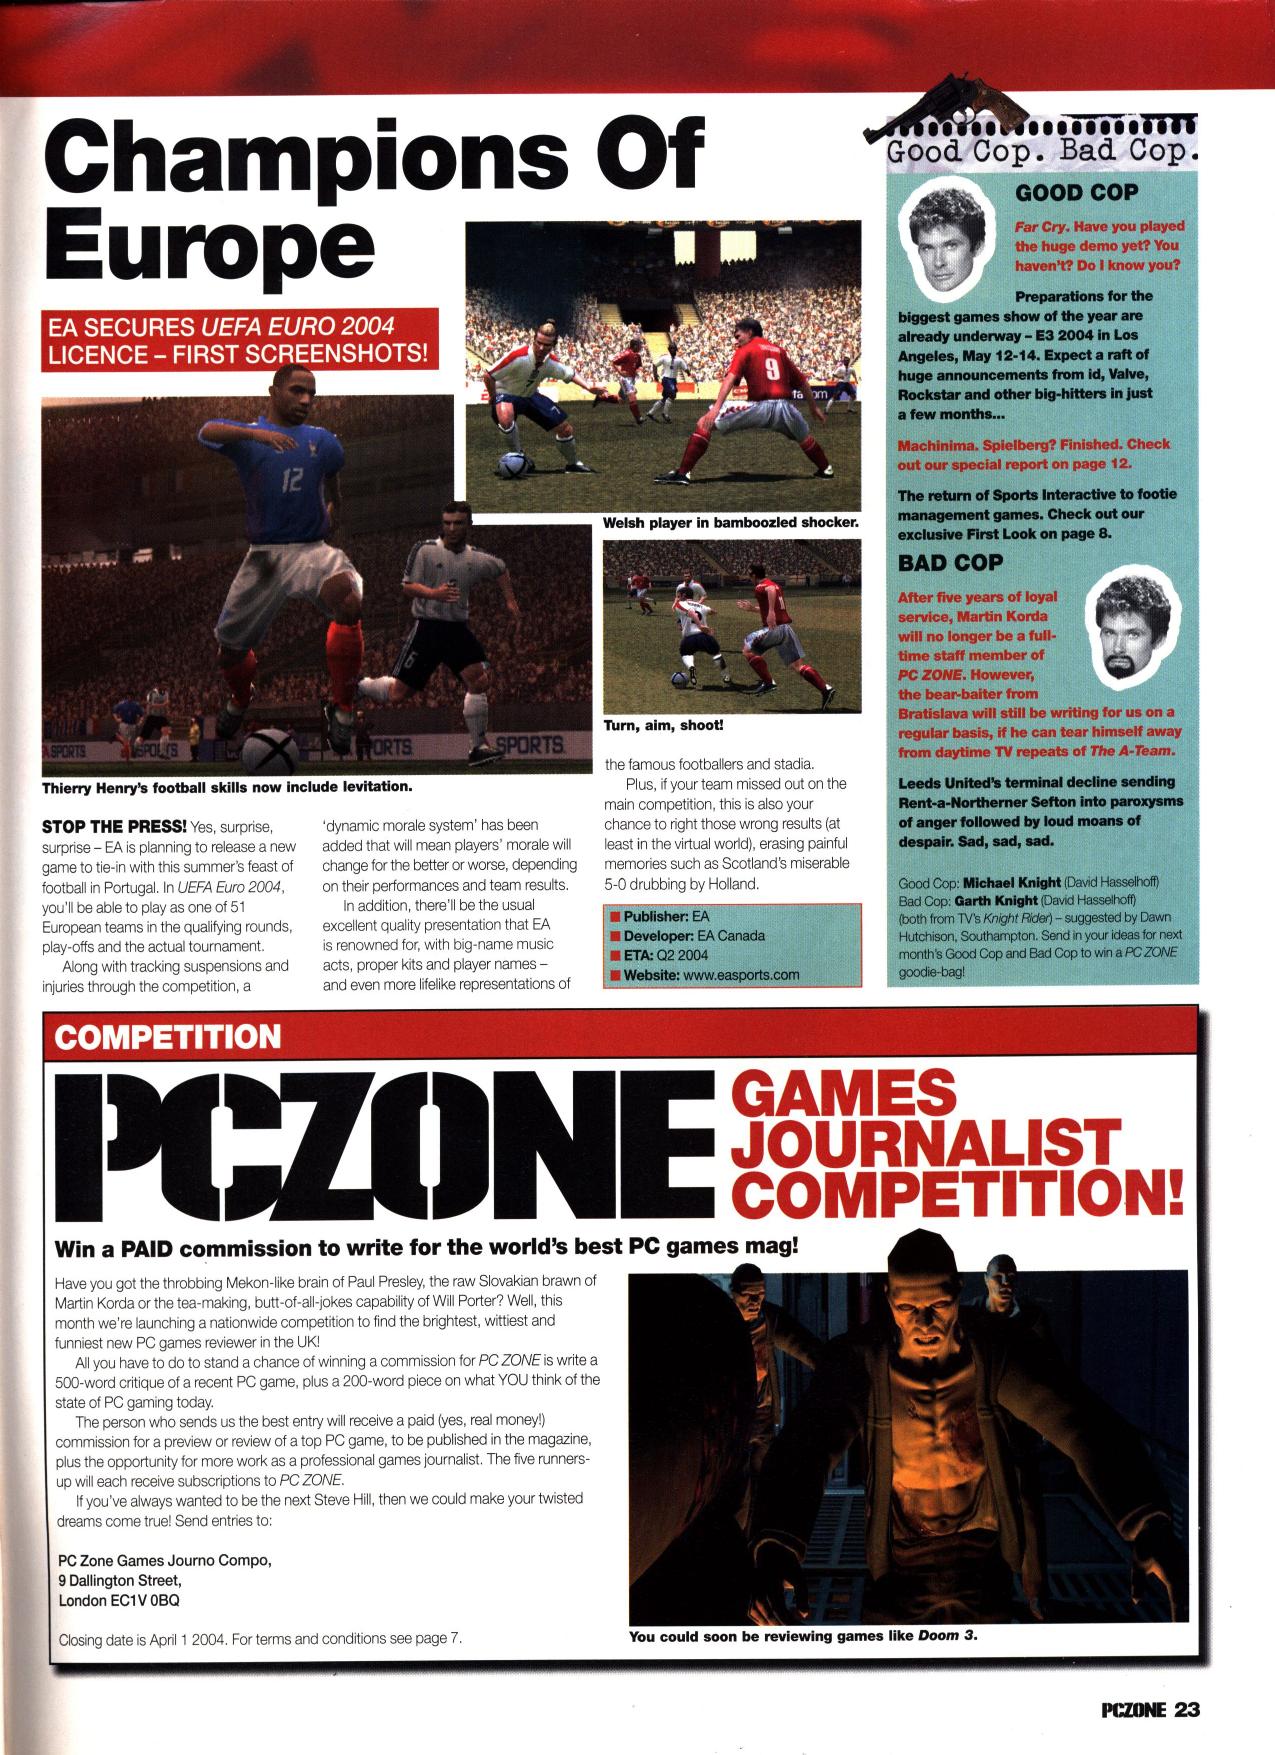 Champions Of
Europe
EA SECURES UEFA EURO 2004
LICENCE – FIRST SCREENSHOTS!
12
6
SPORTS
SPORTS
SPORTS
Thierry Henry's football skills now include levitation.
9
Welsh player in bamboozled shocker.
Turn, aim, shoot!
STOP THE PRESS! Yes, surprise,
surprise – EA is planning to release a new
game to tie-in with this summer's feast of
football in Portugal. In UEFA Euro 2004,
you'll be able to play as one of 51
European teams in the qualifying rounds,
play-offs and the actual tournament.
Along with tracking suspensions and
injuries through the competition, a
'dynamic morale system' has been
added that will mean players' morale will
change for the better or worse, depending
on their performances and team results.
In addition, there'll be the usual
excellent quality presentation that EA
is renowned for, with big-name music
acts, proper kits and player names –
and even more lifelike representations of
the famous footballers and stadia.
Plus, if your team missed out on the
main competition, this is also your
chance to right those wrong results (at
least in the virtual world), erasing painful
memories such as Scotland's miserable
5-0 drubbing by Holland.
Publisher: EA
Developer: EA Canada
ETA: Q2 2004
Website: www.easports.com
Good Cop. Bad Cop.
GOOD COP
Far Cry. Have you played
the huge demo yet? You
haven't? Do I know you?
Preparations for the
biggest games show of the year are
already underway – E3 2004 in Los
Angeles, May 12-14. Expect a raft of
huge announcements from id, Valve,
Rockstar and other big-hitters in just
a few months...
Machinima. Spielberg? Finished. Check
out our special report on page 12.
The return of Sports Interactive to footie
management games. Check out our
exclusive First Look on page 8.
BAD COP
After five years of loyal
service, Martin Korda
will no longer be a full-
time staff member of
PC ZONE. However,
the bear-baiter from
Bratislava will still be writing for us on a
regular basis, if he can tear himself away
from daytime TV repeats of The A-Team.
Leeds United's terminal decline sending
Rent-a-Northerner Sefton into paroxysms
of anger followed by loud moans of
despair. Sad, sad, sad.
Good Cop: Michael Knight (David Hasselhoff)
Bad Cop: Garth Knight (David Hasselhoff)
(both from TV's Knight Rider) – suggested by Dawn
Hutchison, Southampton. Send in your ideas for next
month's Good Cop and Bad Cop to win a PC ZONE
goodie-bag!
COMPETITION
PCZONE
GAMES
JOURNALIST
COMPETITION!
Win a PAID commission to write for the world's best PC games mag!
Have you got the throbbing Mekon-like brain of Paul Presley, the raw Slovakian brawn of
Martin Korda or the tea-making, butt-of-all-jokes capability of Will Porter? Well, this
month we're launching a nationwide competition to find the brightest, wittiest and
funniest new PC games reviewer in the UK!
All you have to do to stand a chance of winning a commission for PC ZONE is write a
500-word critique of a recent PC game, plus a 200-word piece on what YOU think of the
state of PC gaming today.
The person who sends us the best entry will receive a paid (yes, real money!)
commission for a preview or review of a top PC game, to be published in the magazine,
plus the opportunity for more work as a professional games journalist. The five runners-
up will each receive subscriptions to PC ZONE.
If you've always wanted to be the next Steve Hill, then we could make your twisted
dreams come true! Send entries to:
PC Zone Games Journo Compo,
9 Dallington Street,
London EC1V 0BQ
Closing date is April 1 2004. For terms and conditions see page 7.
You could soon be reviewing games like Doom 3.
PCZONE 23